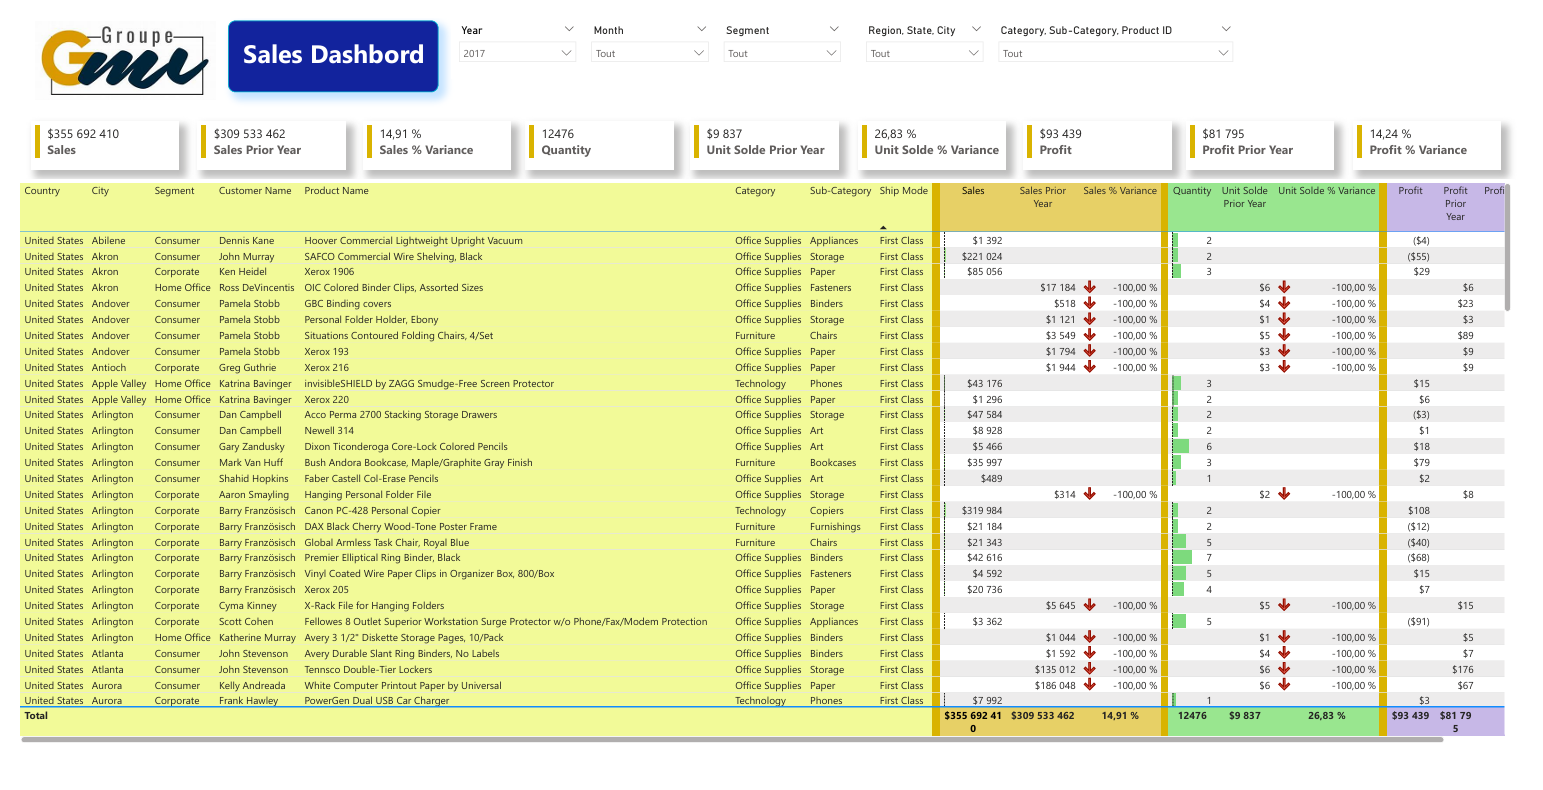 Groupe
Gmi
Sales Dashbord
Year Month Segment Region, State, City Category, Sub-Category, Product ID
2017 Tout Tout Tout Tout
$355 692 410 $309 533 462 14,91 % 12476 $9 837 26,83 % $93 439 $81 795 14,24 %
Sales Sales Prior Year Sales % Variance Quantity Unit Solde Prior Year Unit Solde % Variance Profit Profit Prior Year Profit % Variance
Country City Segment Customer Name Product Name Category Sub-Category Ship Mode Sales Sales Prior Year Sales % Variance Quantity Unit Solde Prior Year Unit Solde % Variance Profit Profit Prior Year Profi
United States Abilene Consumer Dennis Kane Hoover Commercial Lightweight Upright Vacuum Office Supplies Appliances First Class $1 392 2 ($4)
United States Akron Consumer John Murray SAFCO Commercial Wire Shelving, Black Office Supplies Storage First Class $221 024 2 ($55)
United States Akron Corporate Ken Heidel Xerox 1906 Office Supplies Paper First Class $85 056 3 $29
United States Akron Home Office Ross DeVincentis OIC Colored Binder Clips, Assorted Sizes Office Supplies Fasteners First Class $17 184 -100,00 % $6 -100,00 % $6
United States Andover Consumer Pamela Stobb GBC Binding covers Office Supplies Binders First Class $518 -100,00 % $4 -100,00 % $23
United States Andover Consumer Pamela Stobb Personal Folder Holder, Ebony Office Supplies Storage First Class $1 121 -100,00 % $1 -100,00 % $3
United States Andover Consumer Pamela Stobb Situations Contoured Folding Chairs, 4/Set Furniture Chairs First Class $3 549 -100,00 % $5 -100,00 % $89
United States Andover Consumer Pamela Stobb Xerox 193 Office Supplies Paper First Class $1 794 -100,00 % $3 -100,00 % $9
United States Antioch Corporate Greg Guthrie Xerox 216 Office Supplies Paper First Class $1 944 -100,00 % $3 -100,00 % $9
United States Apple Valley Home Office Katrina Bavinger invisibleSHIELD by ZAGG Smudge-Free Screen Protector Technology Phones First Class $43 176 3 $15
United States Apple Valley Home Office Katrina Bavinger Xerox 220 Office Supplies Paper First Class $1 296 2 $6
United States Arlington Consumer Dan Campbell Acco Perma 2700 Stacking Storage Drawers Office Supplies Storage First Class $47 584 2 ($3)
United States Arlington Consumer Dan Campbell Newell 314 Office Supplies Art First Class $8 928 2 $1
United States Arlington Consumer Gary Zandusky Dixon Ticonderoga Core-Lock Colored Pencils Office Supplies Art First Class $5 466 6 $18
United States Arlington Consumer Mark Van Huff Bush Andora Bookcase, Maple/Graphite Gray Finish Furniture Bookcases First Class $35 997 3 $79
United States Arlington Consumer Shahid Hopkins Faber Castell Col-Erase Pencils Office Supplies Art First Class $489 1 $2
United States Arlington Corporate Aaron Smayling Hanging Personal Folder File Office Supplies Storage First Class $314 -100,00 % $2 -100,00 % $8
United States Arlington Corporate Barry Französisch Canon PC-428 Personal Copier Technology Copiers First Class $319 984 2 $108
United States Arlington Corporate Barry Französisch DAX Black Cherry Wood-Tone Poster Frame Furniture Furnishings First Class $21 184 2 ($12)
United States Arlington Corporate Barry Französisch Global Armless Task Chair, Royal Blue Furniture Chairs First Class $21 343 5 ($40)
United States Arlington Corporate Barry Französisch Premier Elliptical Ring Binder, Black Office Supplies Binders First Class $42 616 7 ($68)
United States Arlington Corporate Barry Französisch Vinyl Coated Wire Paper Clips in Organizer Box, 800/Box Office Supplies Fasteners First Class $4 592 5 $15
United States Arlington Corporate Barry Französisch Xerox 205 Office Supplies Paper First Class $20 736 4 $7
United States Arlington Corporate Cyma Kinney X-Rack File for Hanging Folders Office Supplies Storage First Class $5 645 -100,00 % $5 -100,00 % $15
United States Arlington Corporate Scott Cohen Fellowes 8 Outlet Superior Workstation Surge Protector w/o Phone/Fax/Modem Protection Office Supplies Appliances First Class $3 362 5 ($91)
United States Arlington Home Office Katherine Murray Avery 3 1/2" Diskette Storage Pages, 10/Pack Office Supplies Binders First Class $1 044 -100,00 % $1 -100,00 % $5
United States Atlanta Consumer John Stevenson Avery Durable Slant Ring Binders, No Labels Office Supplies Binders First Class $1 592 -100,00 % $4 -100,00 % $7
United States Atlanta Consumer John Stevenson Tennsco Double-Tier Lockers Office Supplies Storage First Class $135 012 -100,00 % $6 -100,00 % $176
United States Aurora Consumer Kelly Andreada White Computer Printout Paper by Universal Office Supplies Paper First Class $186 048 -100,00 % $6 -100,00 % $67
United States Aurora Corporate Frank Hawley PowerGen Dual USB Car Charger Technology Phones First Class $7 992 1 $3
Total $355 692 410 $309 533 462 14,91 % 12476 $9 837 26,83 % $93 439 $81 795